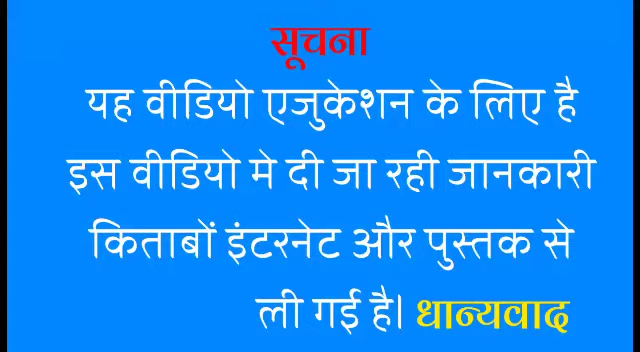 सूचना
यह वीडियो एजुकेशन के लिए है
इस वीडियो मे दी जा रही जानकारी
किताबों इंटरनेट और पुस्तक से
ली गई है। धान्यवाद